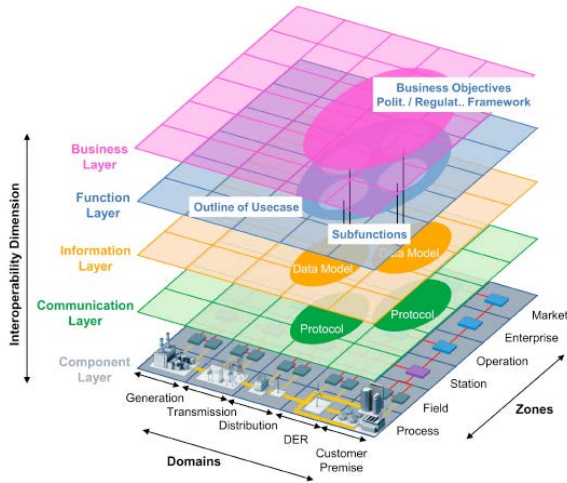 Business Objectives
Polit. / Regulat.. Framework
Business
Layer
Function
Layer
Outline of Usecase
Subfunctions
Information
Layer
Data Model
Data Model
Communication
Layer
Protocol
Protocol
Component
Layer
Interoperability Dimension
Generation
Transmission
Distribution
DER
Customer
Premise
Domains
Market
Enterprise
Operation
Station
Field
Process
Zones